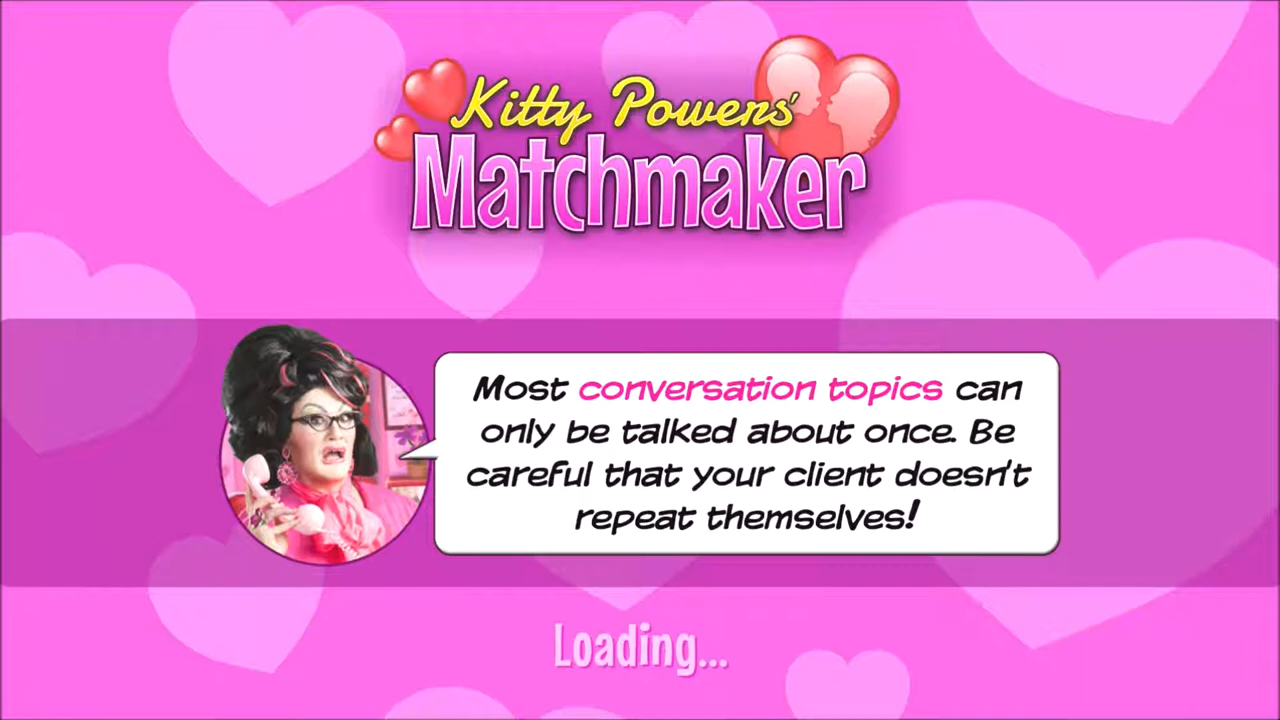 Kitty Powers'
Matchmaker
Most conversation topics can
only be talked about once. Be
careful that your client doesn't
repeat themselves!
Loading...